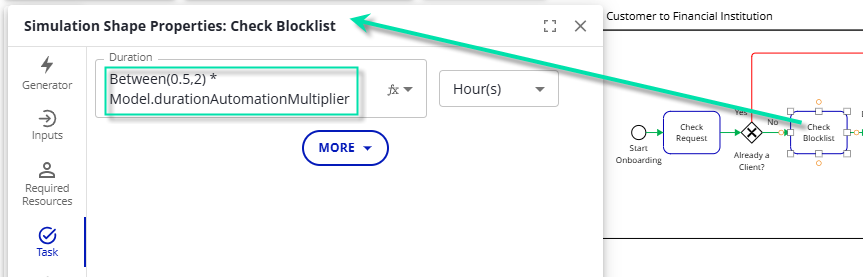 Simulation Shape Properties: Check Blocklist
Generator
Inputs
Required
Resources
Task
Duration
Between(0.5,2) *
Model.durationAutomationMultiplier
fx
Hour(s)
MORE
Customer to Financial Institution
Start
Onboarding
Check
Request
Yes
No
Already a
Client?
Check
Blocklist